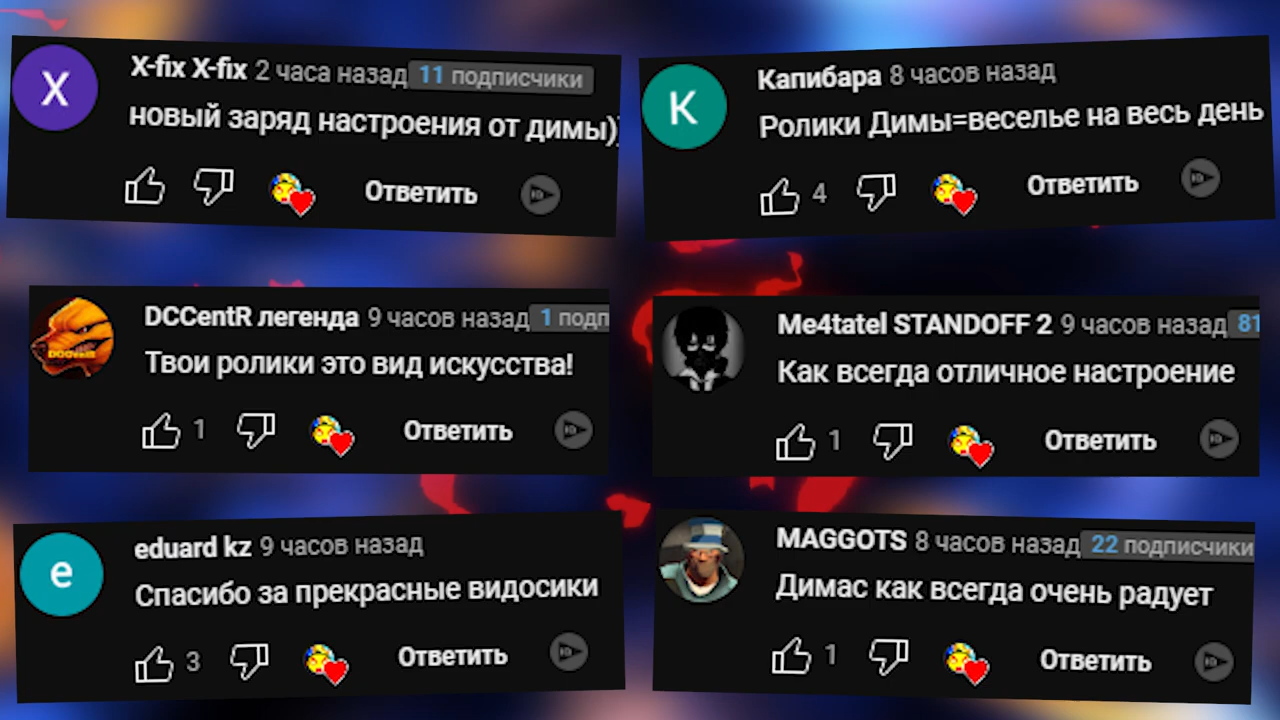 X
X-fix X-fix 2 часа назад 11 подписчики
новый заряд настроения от димы)
Ответить
K
Капибара 8 часов назад
Ролики Димы=веселье на весь день
4
Ответить
DCCentR легенда 9 часов назад 1 подп
Твои ролики это вид искусства!
1
Ответить
Me4tatel STANDOFF 2 9 часов назад 81
Как всегда отличное настроение
1
Ответить
e
eduard kz 9 часов назад
Спасибо за прекрасные видосики
3
Ответить
MAGGOTS 8 часов назад 22 подписчики
Димас как всегда очень радует
1
Ответить